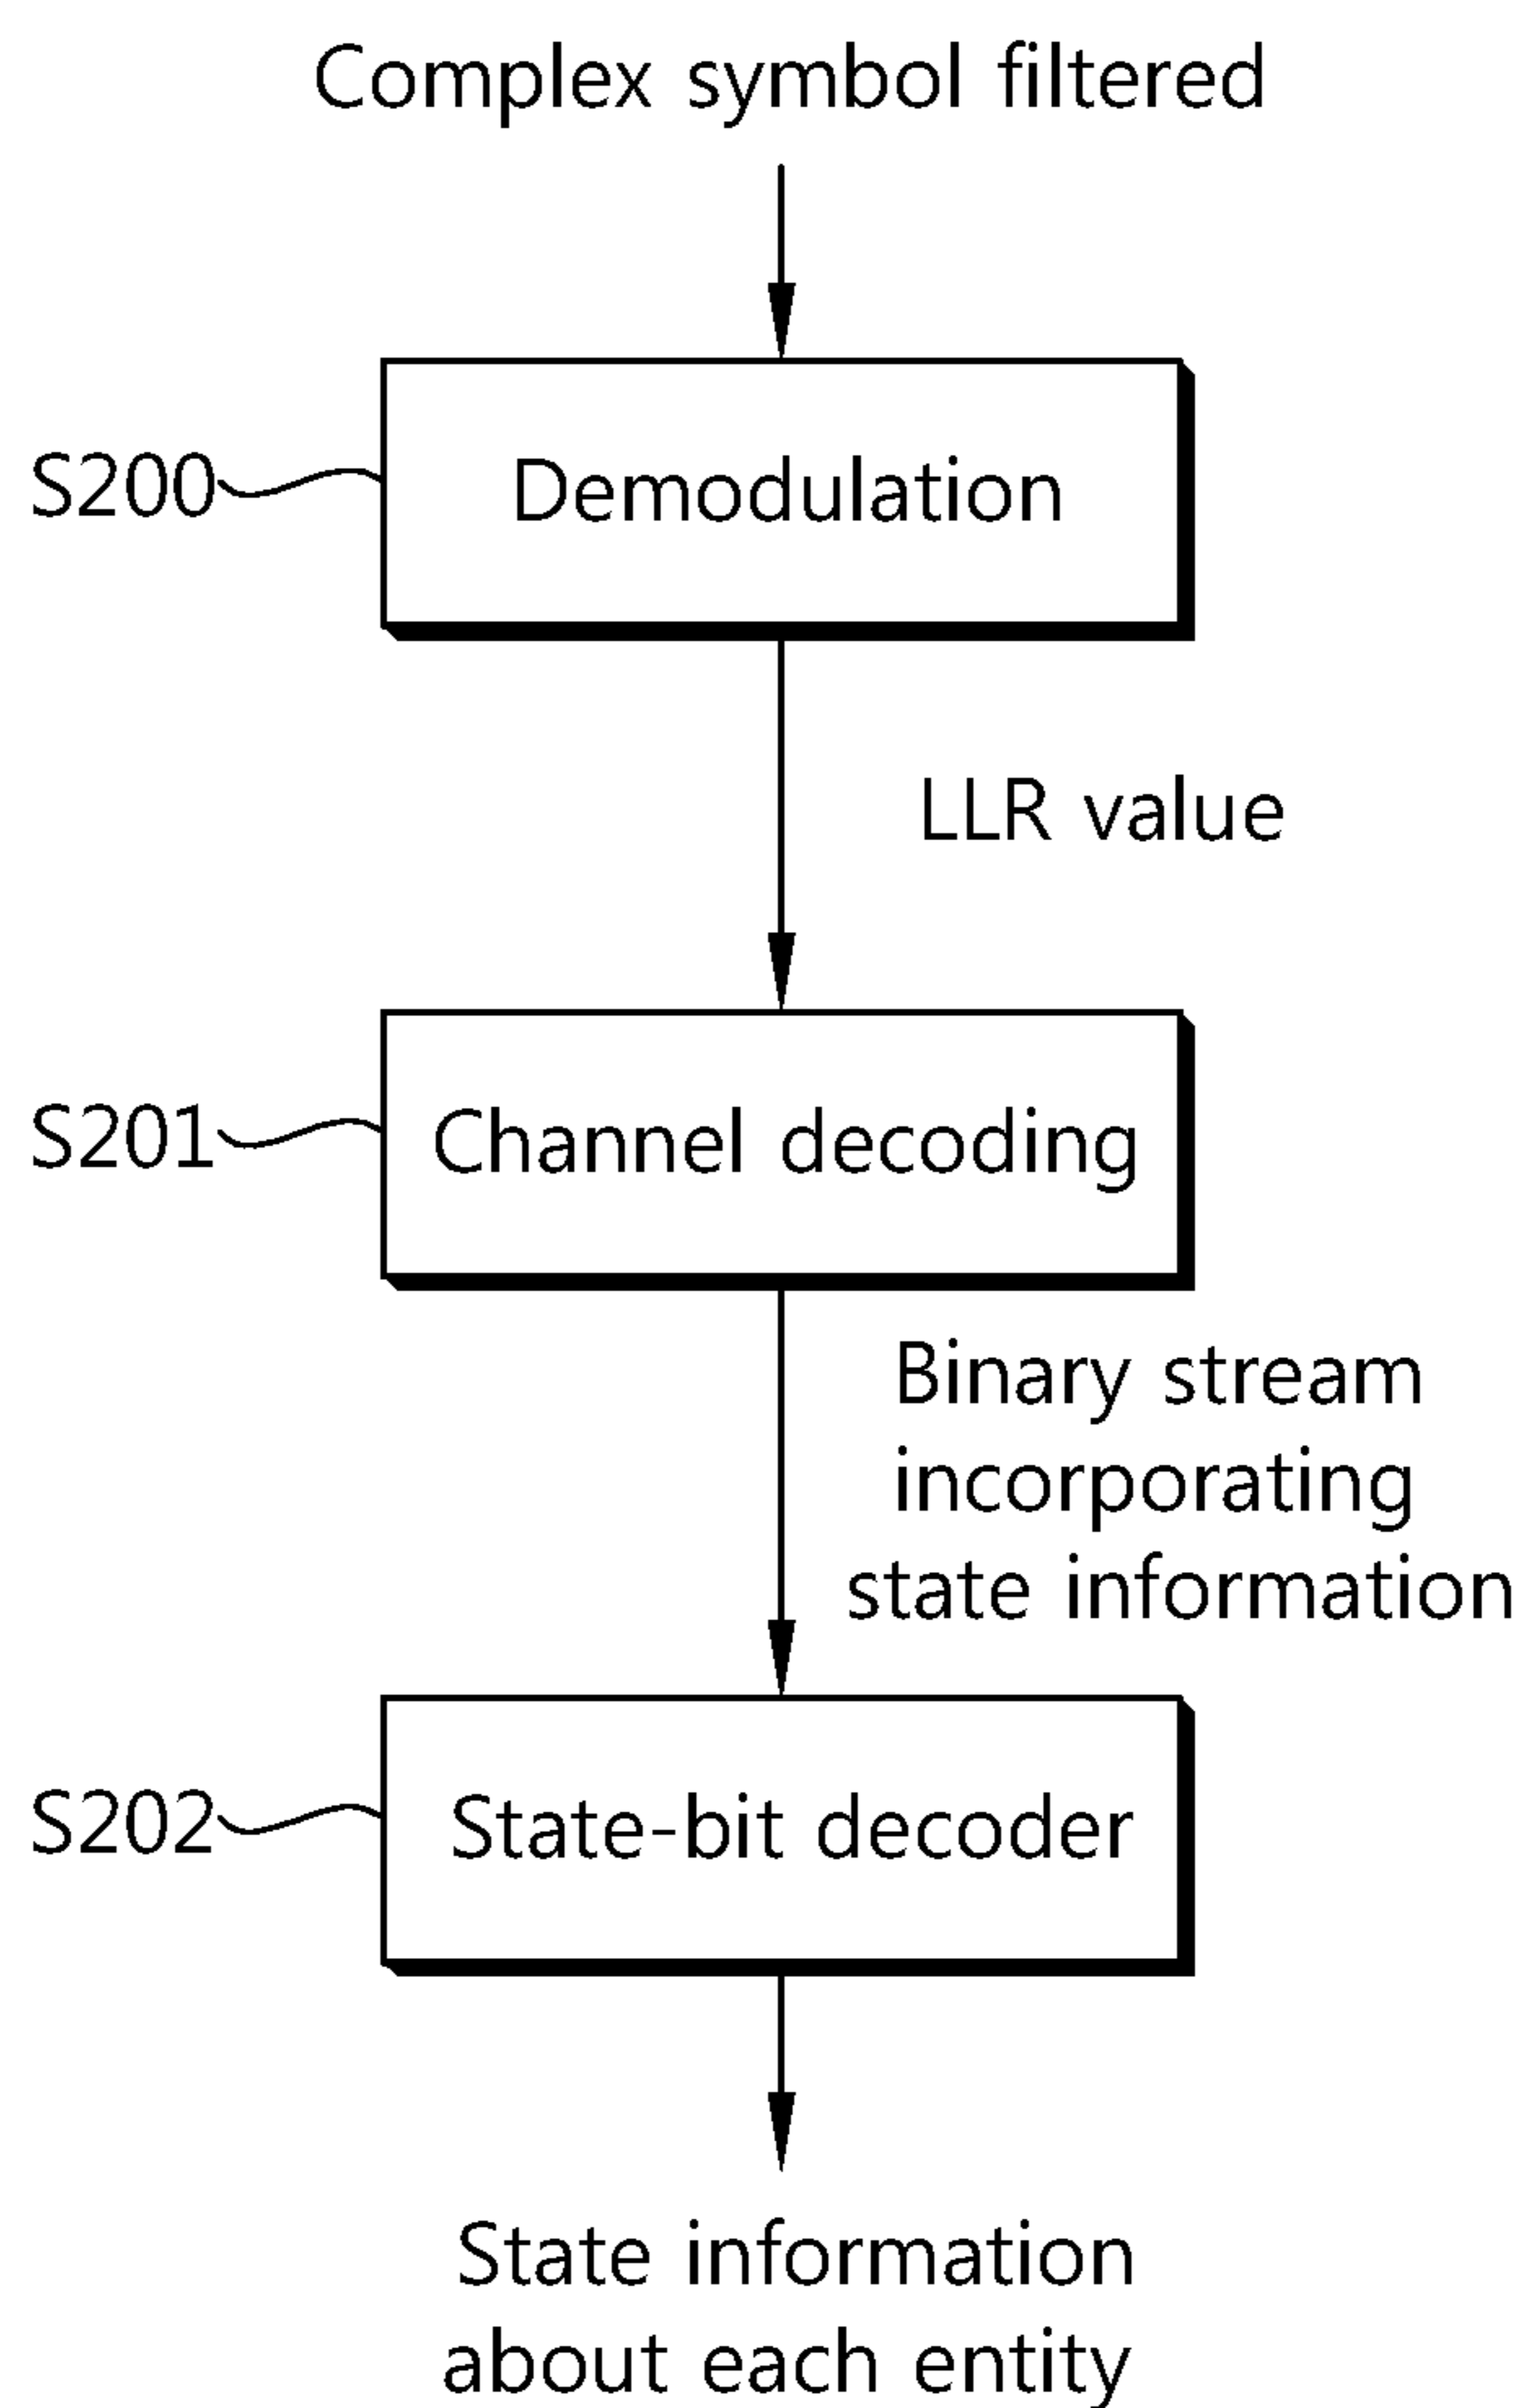 Complex symbol filtered
S200
Demodulation
LLR value
S201
Channel decoding
Binary stream
incorporating
state information
S202
State-bit decoder
State information
about each entity